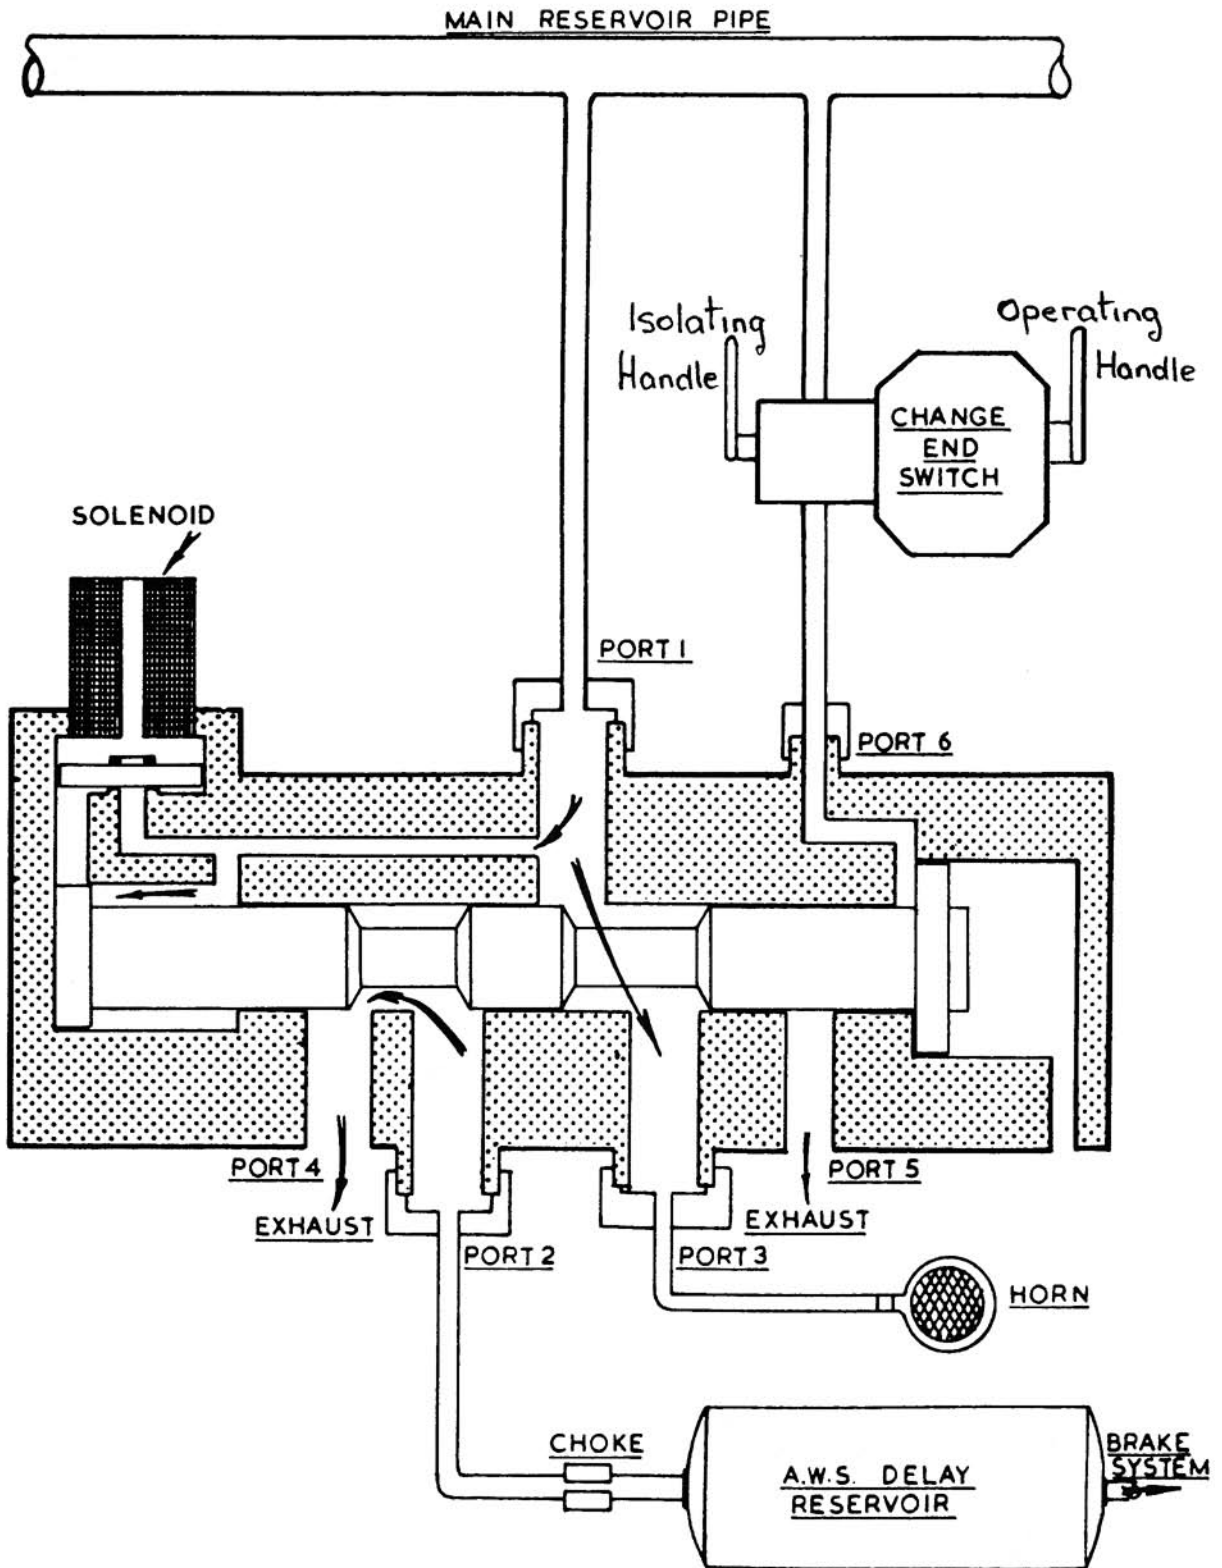 MAIN RESERVOIR PIPE
Isolating
Handle
Operating
Handle
CHANGE
END
SWITCH
SOLENOID
PORT 1
PORT 6
PORT 4
EXHAUST
PORT 2
PORT 3
PORT 5
EXHAUST
HORN
CHOKE
A.W.S. DELAY
RESERVOIR
BRAKE
SYSTEM